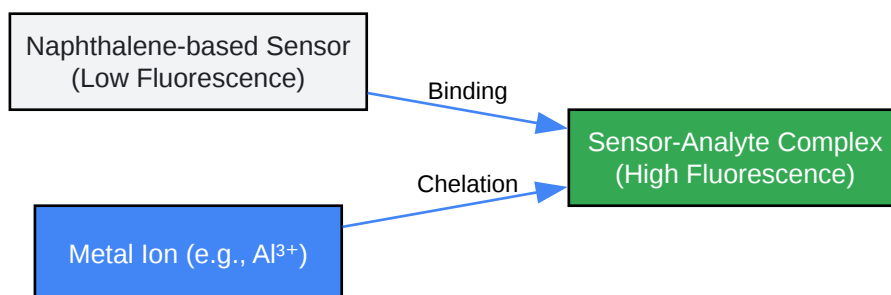 Naphthalene-based Sensor
(Low Fluorescence)
Binding
Sensor-Analyte Complex
(High Fluorescence)
Chelation
Metal Ion (e.g., Al³⁺)